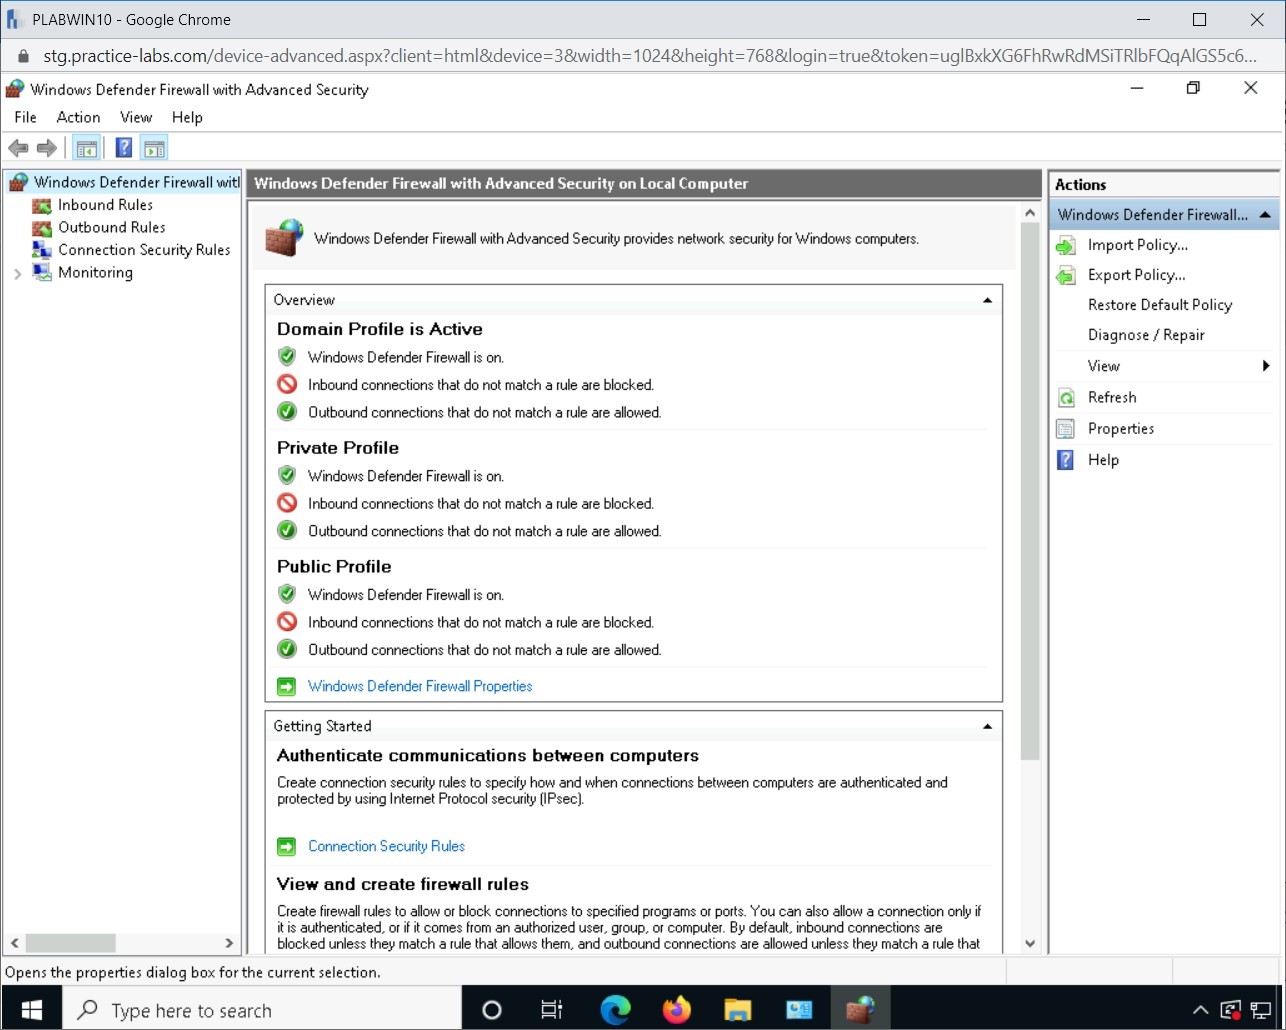 PLABWIN10 - Google Chrome
stg.practice-labs.com/device-advanced.aspx?client=html&device=3&width=1024&height=768&login=true&token=uglBxkXG6FhRwRdMSiTRlbFQqAlGS5c6...
Windows Defender Firewall with Advanced Security
File Action View Help
Windows Defender Firewall with
Inbound Rules
Outbound Rules
Connection Security Rules
Monitoring
Windows Defender Firewall with Advanced Security on Local Computer
Windows Defender Firewall with Advanced Security provides network security for Windows computers.
Overview
Domain Profile is Active
Windows Defender Firewall is on.
Inbound connections that do not match a rule are blocked.
Outbound connections that do not match a rule are allowed.
Private Profile
Windows Defender Firewall is on.
Inbound connections that do not match a rule are blocked.
Outbound connections that do not match a rule are allowed.
Public Profile
Windows Defender Firewall is on.
Inbound connections that do not match a rule are blocked.
Outbound connections that do not match a rule are allowed.
Windows Defender Firewall Properties
Getting Started
Authenticate communications between computers
Create connection security rules to specify how and when connections between computers are authenticated and
protected by using Internet Protocol security (IPsec).
Connection Security Rules
View and create firewall rules
Create firewall rules to allow or block connections to specified programs or ports. You can also allow a connection only if
it is authenticated, or if it comes from an authorized user, group, or computer. By default, inbound connections are
blocked unless they match a rule that allows them, and outbound connections are allowed unless they match a rule that
Actions
Windows Defender Firewall...
Import Policy...
Export Policy...
Restore Default Policy
Diagnose / Repair
View
Refresh
Properties
Help
Opens the properties dialog box for the current selection.
Type here to search